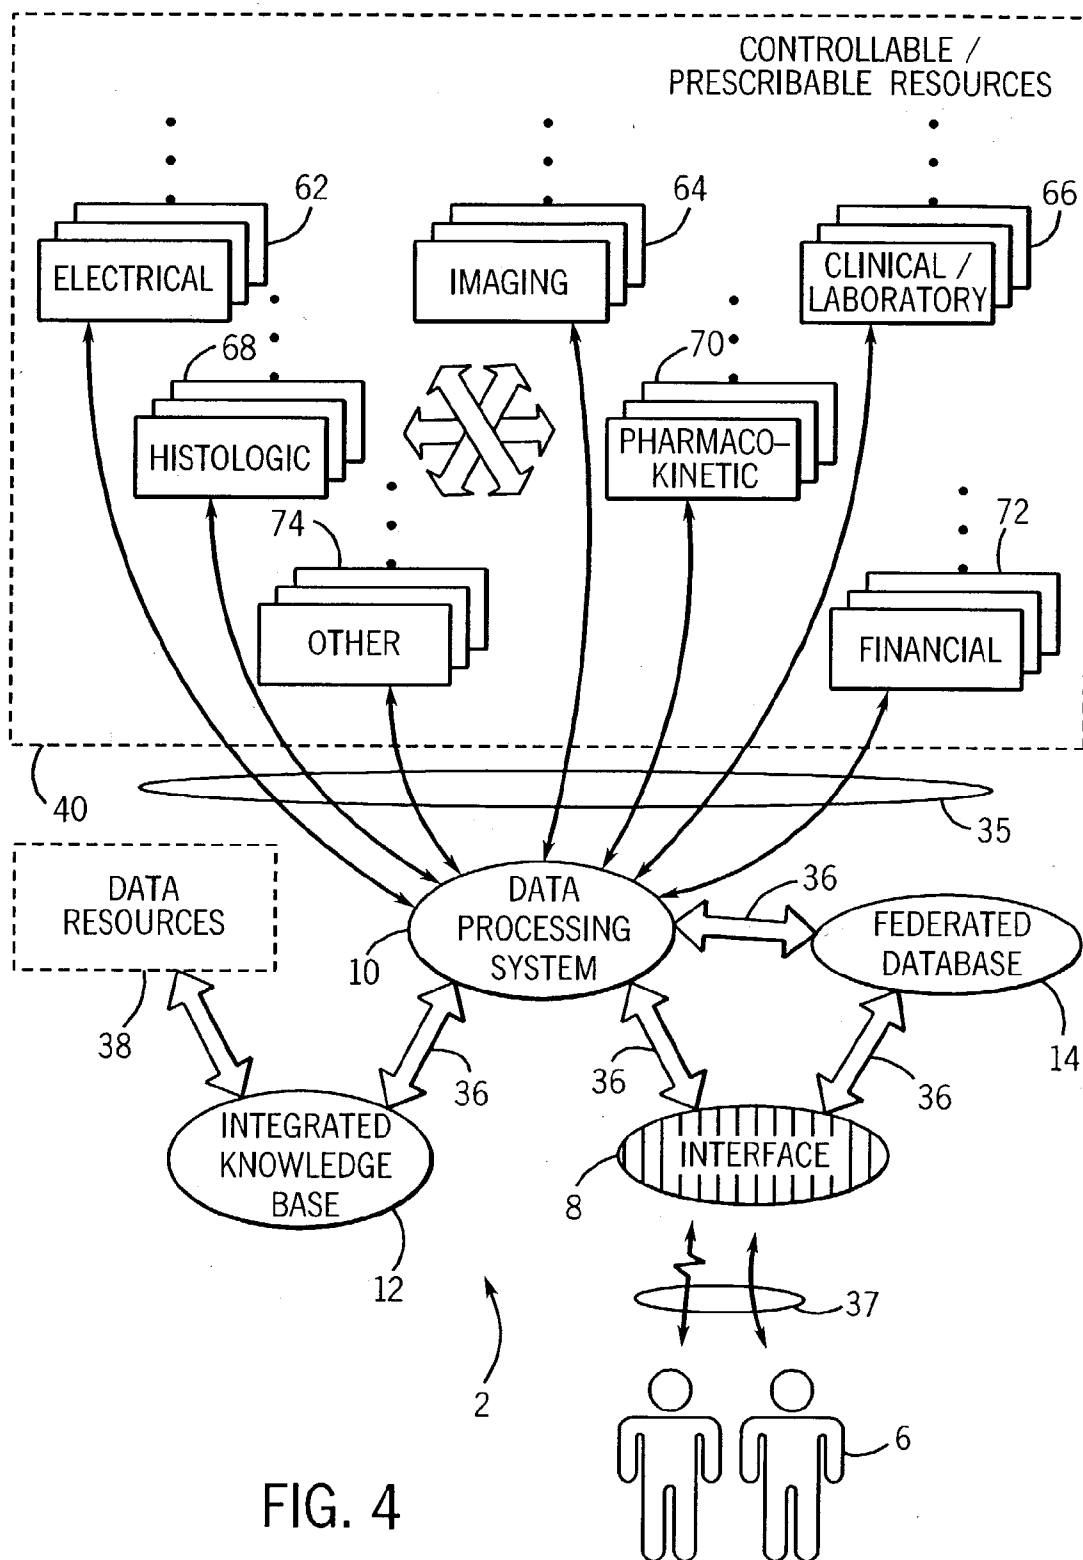 CONTROLLABLE /
PRESCRIBABLE RESOURCES
62
64
66
ELECTRICAL
IMAGING
CLINICAL /
LABORATORY
68
70
HISTOLOGIC
PHARMACO-
KINETIC
74
72
OTHER
FINANCIAL
40
35
DATA
RESOURCES
DATA
PROCESSING
SYSTEM
36
FEDERATED
DATABASE
10
38
36
36
36
14
INTEGRATED
KNOWLEDGE
BASE
INTERFACE
8
12
37
2
6
FIG. 4